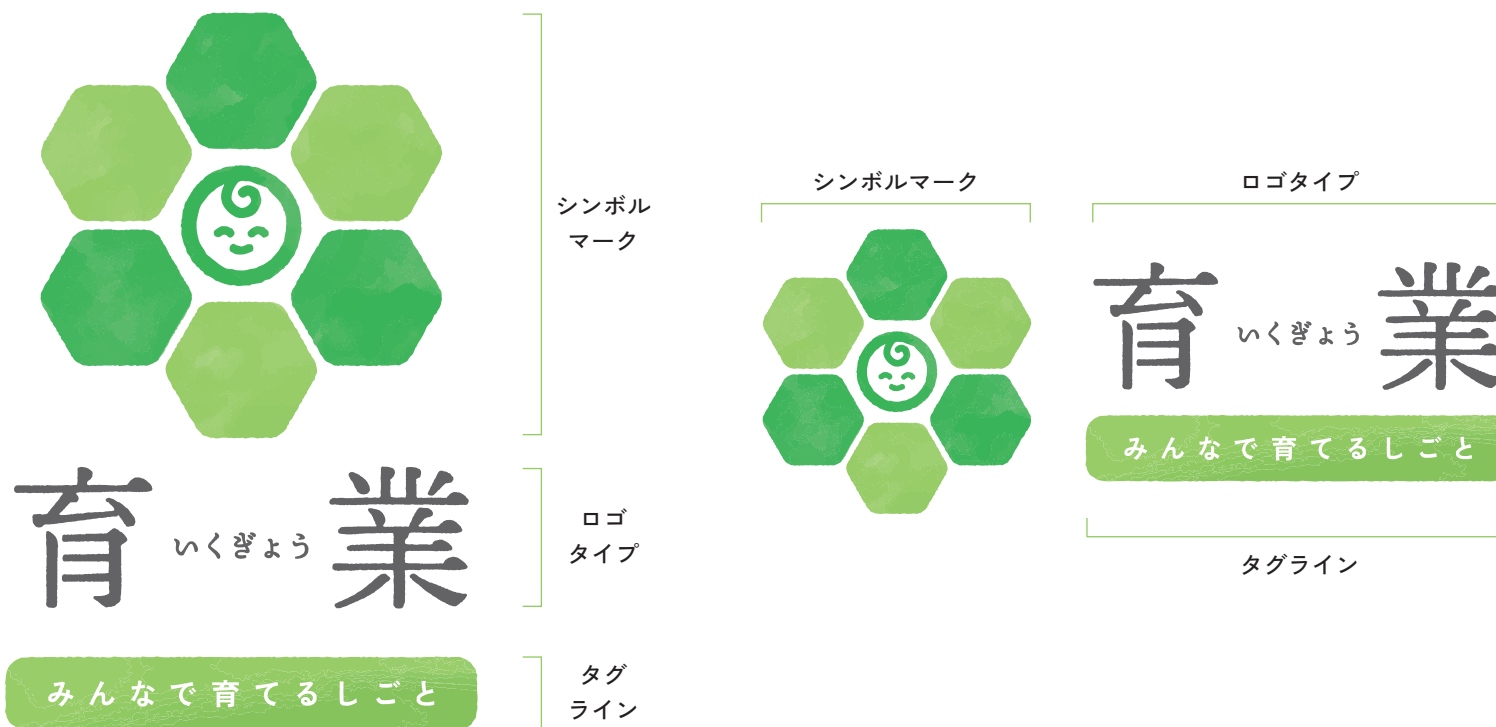 シンボル
マーク
育 いくぎょう 業
ロゴ
タイプ
みんなで育てるしごと
タグ
ライン
シンボルマーク
ロゴタイプ
育 いくぎょう 業
みんなで育てるしごと
タグライン